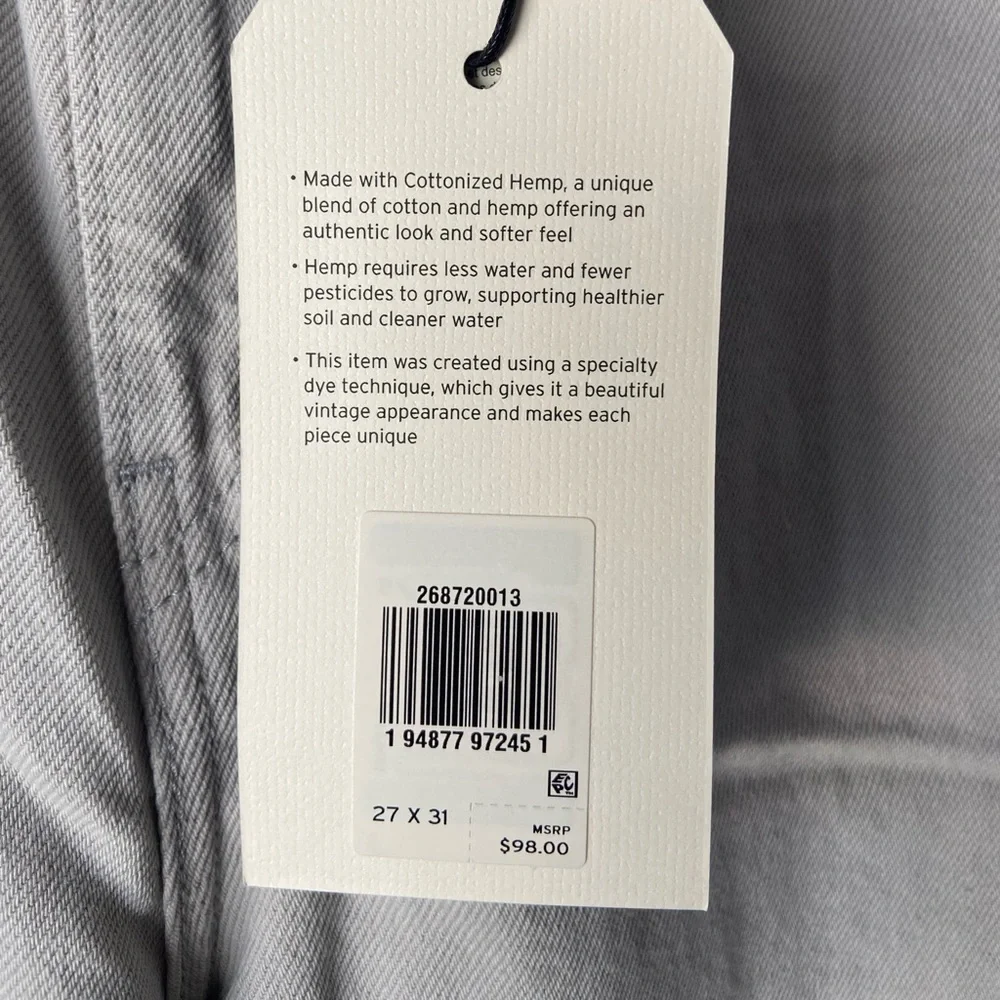 des
• Made with Cottonized Hemp, a unique
blend of cotton and hemp offering an
authentic look and softer feel
• Hemp requires less water and fewer
pesticides to grow, supporting healthier
soil and cleaner water
• This item was created using a specialty
dye technique, which gives it a beautiful
vintage appearance and makes each
piece unique
268720013
1 94877 97245 1
27 X 31
MSRP
$98.00